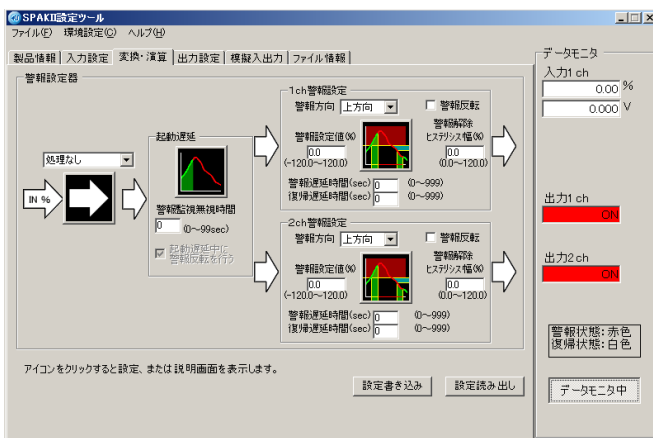 SPAKII設定ツール
ファイル(F) 環境設定(C) ヘルプ(H)
製品情報 入力設定 変換・演算 出力設定 模擬入出力 ファイル情報
警報設定器
処理なし
IN %
起動遅延
警報監視無視時間
0 (0~99sec)
起動遅延中に
警報反転を行う
1ch警報設定
警報方向 上方向 警報反転
警報設定値(%)
0.0
(-120.0~120.0)
警報解除
ヒステリシス幅(%)
0.0
(0.0~120.0)
警報遅延時間(sec) 0 (0~999)
復帰遅延時間(sec) 0 (0~999)
2ch警報設定
警報方向 上方向 警報反転
警報設定値(%)
0.0
(-120.0~120.0)
警報解除
ヒステリシス幅(%)
0.0
(0.0~120.0)
警報遅延時間(sec) 0 (0~999)
復帰遅延時間(sec) 0 (0~999)
アイコンをクリックすると設定、または説明画面を表示します。
設定書き込み 設定読み出し
データモニタ
入力1 ch
0.00 %
0.000 V
出力1 ch
ON
出力2 ch
ON
警報状態:赤色
復帰状態:白色
データモニタ中